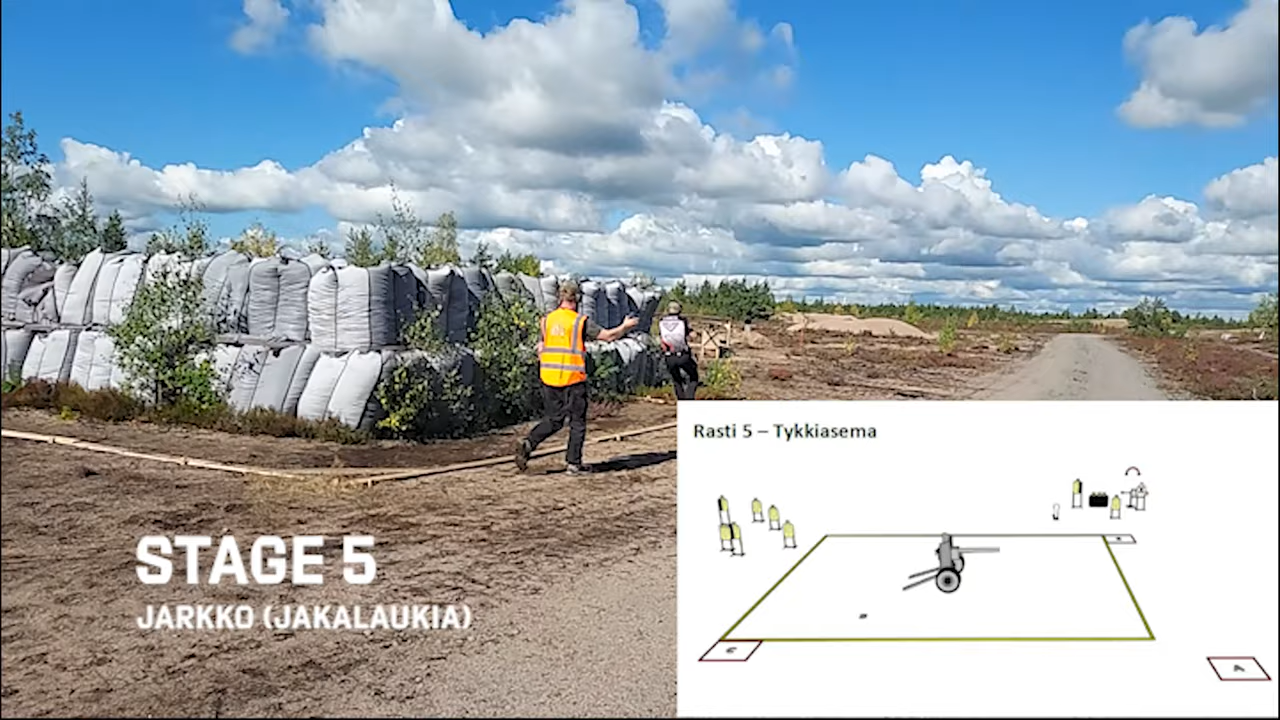 STAGE 5
JARKKO (JAKALAUKIA)
Rasti 5 – Tykkiasema
C
A